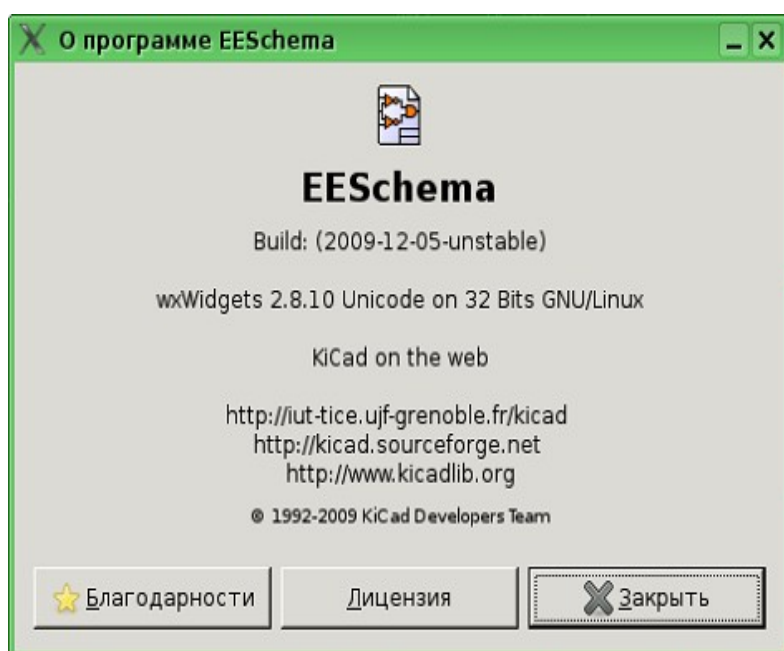 О программе EESchema
EESchema
Build: (2009-12-05-unstable)
wxWidgets 2.8.10 Unicode on 32 Bits GNU/Linux
KiCad on the web
http://iut-tice.ujf-grenoble.fr/kicad
http://kicad.sourceforge.net
http://www.kicadlib.org
© 1992-2009 KiCad Developers Team
Благодарности
Лицензия
Закрыть